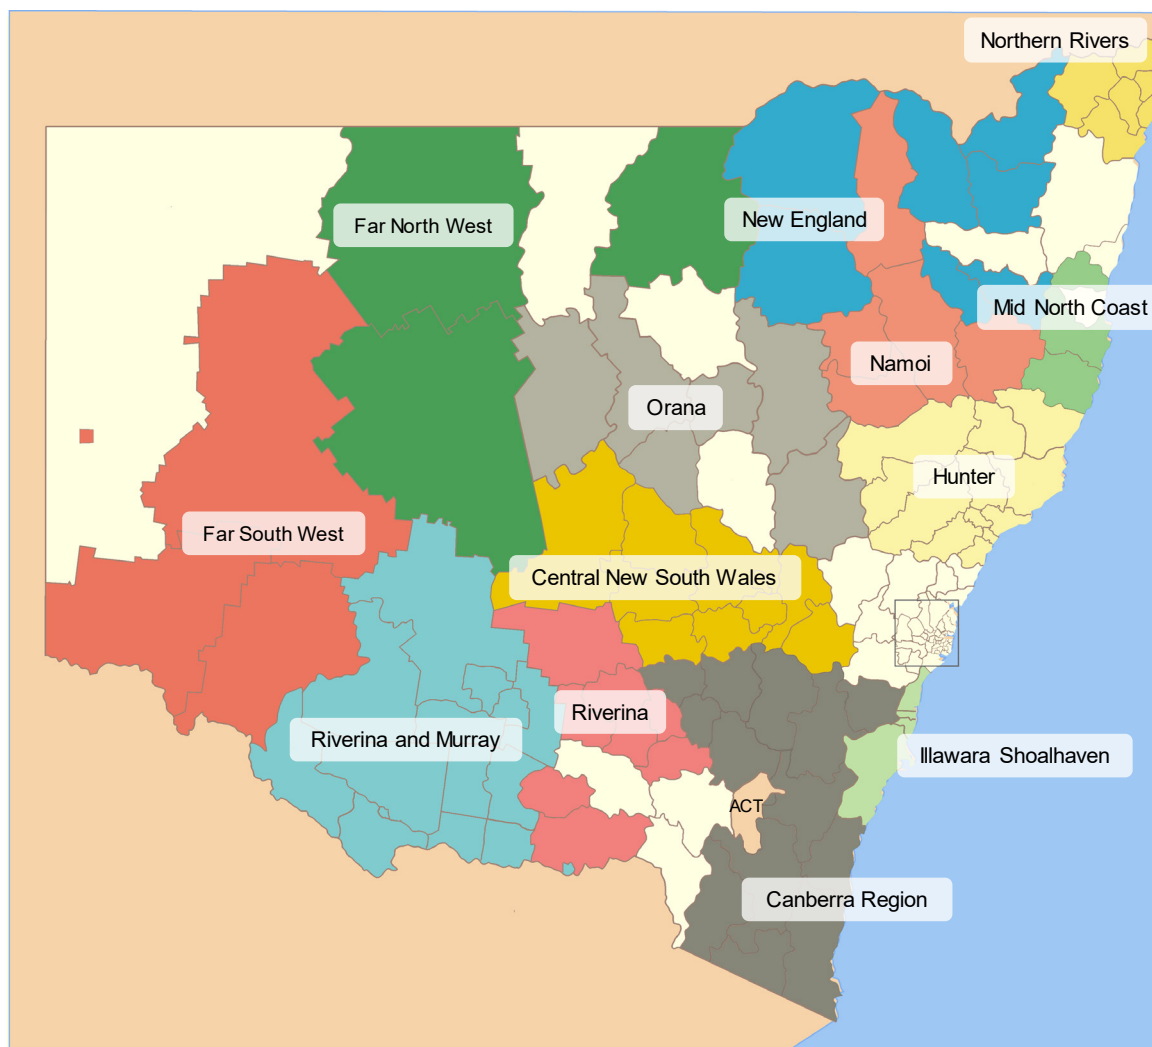 Northern Rivers
Far North West
New England
Mid North Coast
Namoi
Orana
Hunter
Far South West
Central New South Wales
Riverina
Riverina and Murray
Illawara Shoalhaven
ACT
Canberra Region